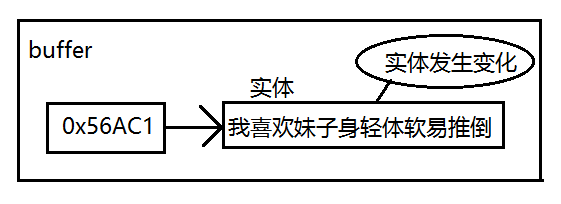 buffer
实体发生变化
实体
0x56AC1
我喜欢妹子身轻体软易推倒